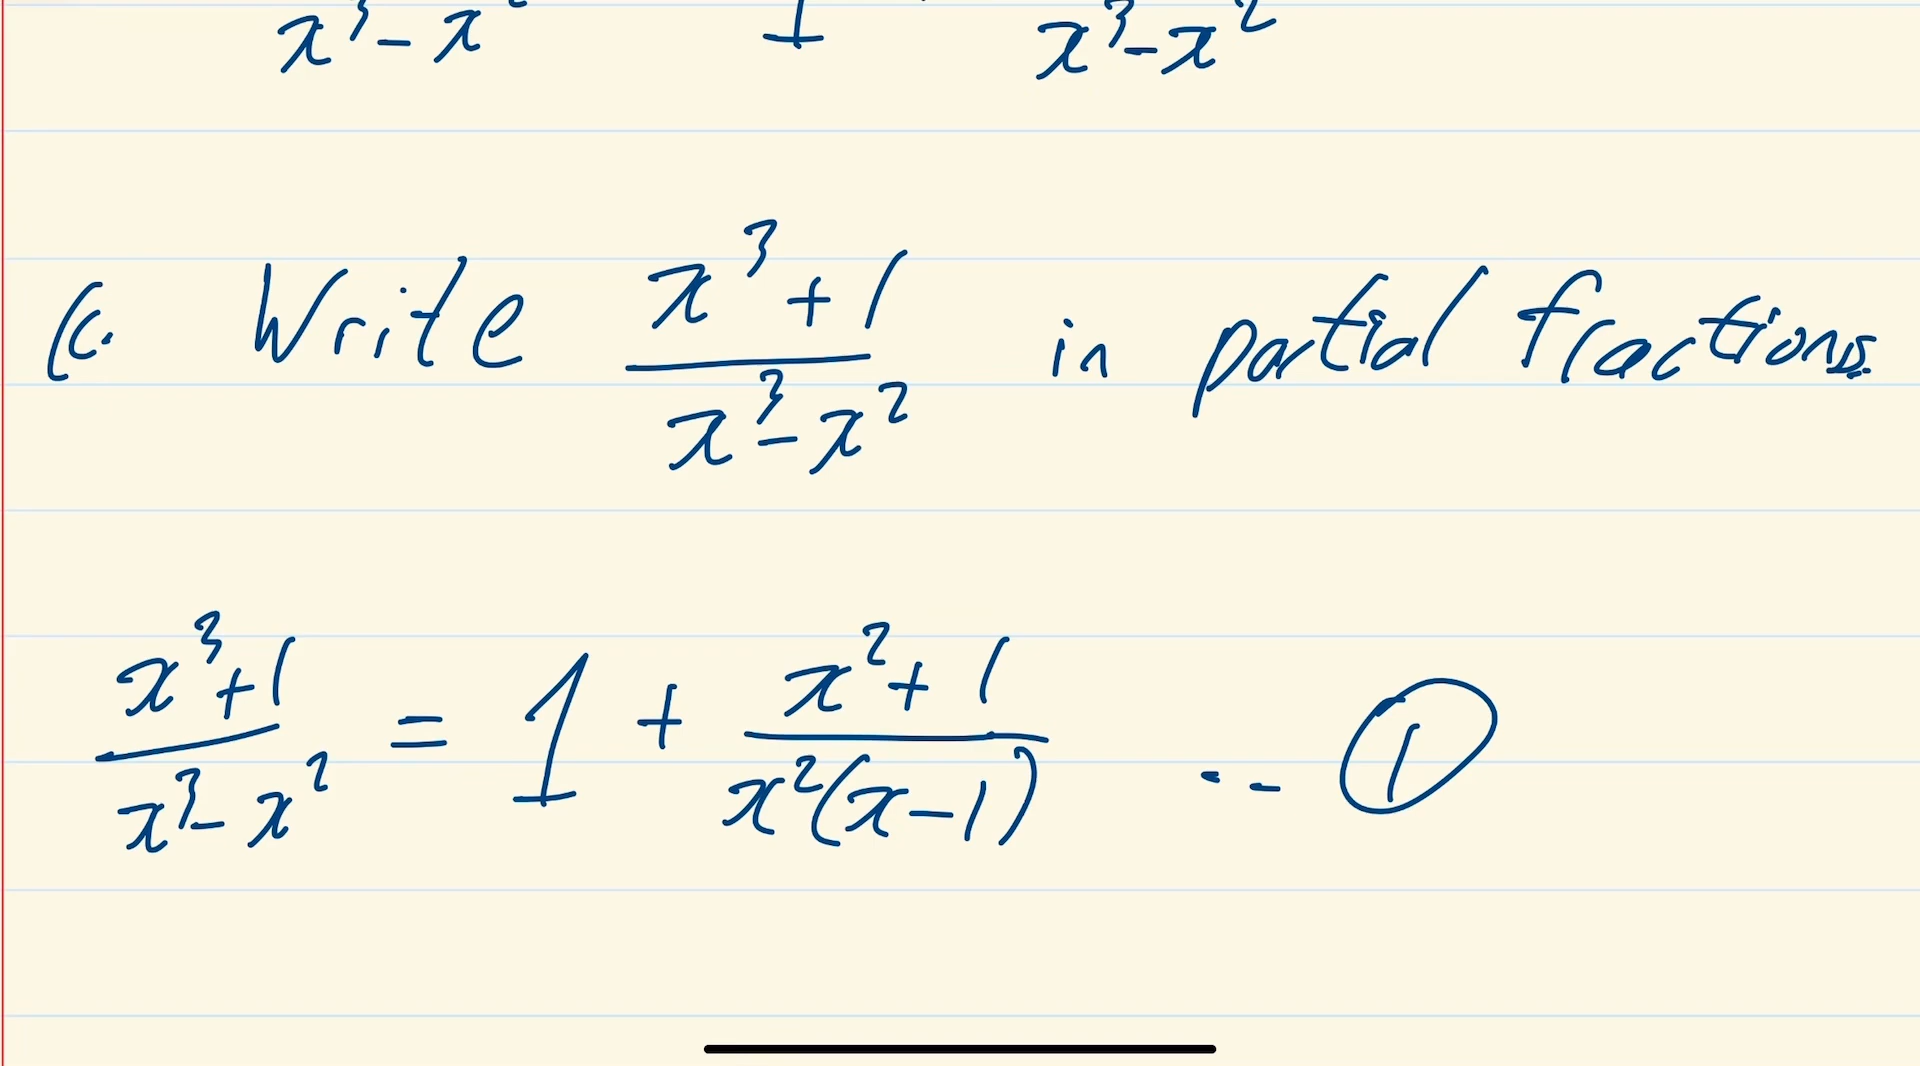 x³ - x² 1 x³ - x²
(c. Write (x³ + 1)/(x³ - x²) in partial fractions.
(x³ + 1)/(x³ - x²) = 1 + (x² + 1)/(x²(x - 1)) -- ①